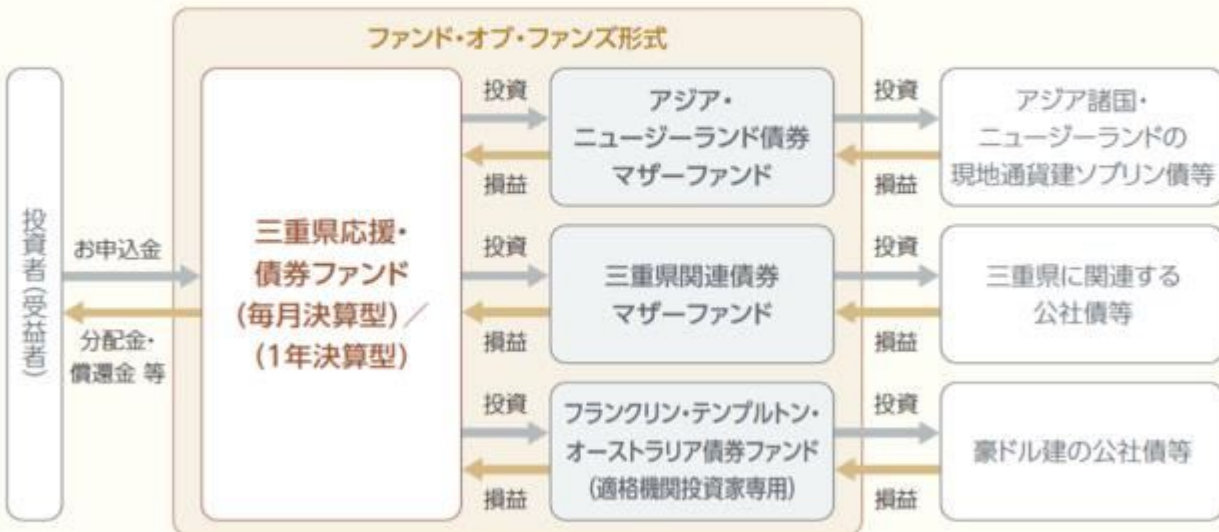 ファンド・オブ・ファンズ形式
投資者(受益者)
お申込金
分配金・
償還金 等
三重県応援・
債券ファンド
(毎月決算型)／
(1年決算型)
投資
損益
アジア・
ニュージーランド債券
マザーファンド
投資
損益
アジア諸国・
ニュージーランドの
現地通貨建ソブリン債等
投資
損益
三重県関連債券
マザーファンド
投資
損益
三重県に関連する
公社債等
投資
損益
フランクリン・テンプルトン・
オーストラリア債券ファンド
(適格機関投資家専用)
投資
損益
豪ドル建の公社債等